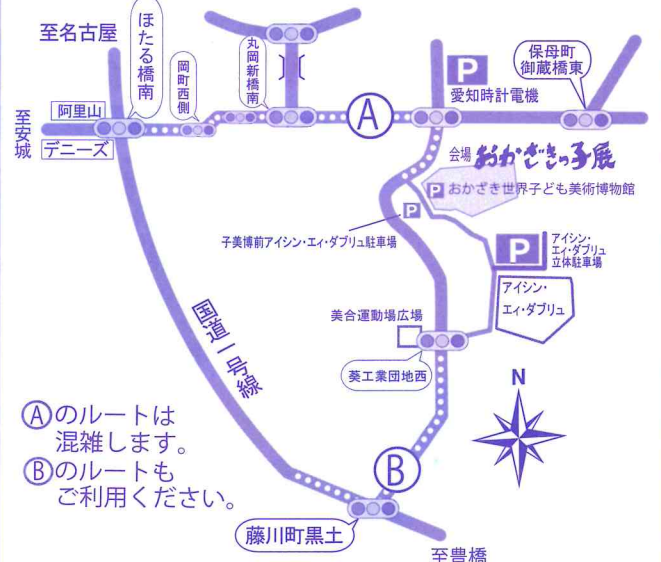 至名古屋
ほたる橋南
岡町西側
丸岡新橋南
P
愛知時計電機
保母町
御蔵橋東
至安城
阿里山
デニーズ
A
会場 おかざきっ子展
P おかざき世界子ども美術博物館
P
子美博前アイシン・エィ・ダブリュ駐車場
P
アイシン・
エィ・ダブリュ
立体駐車場
アイシン・
エィ・ダブリュ
美合運動場広場
葵工業団地西
国道一号線
N
Aのルートは
混雑します。
Bのルートも
ご利用ください。
B
藤川町黒土
至豊橋